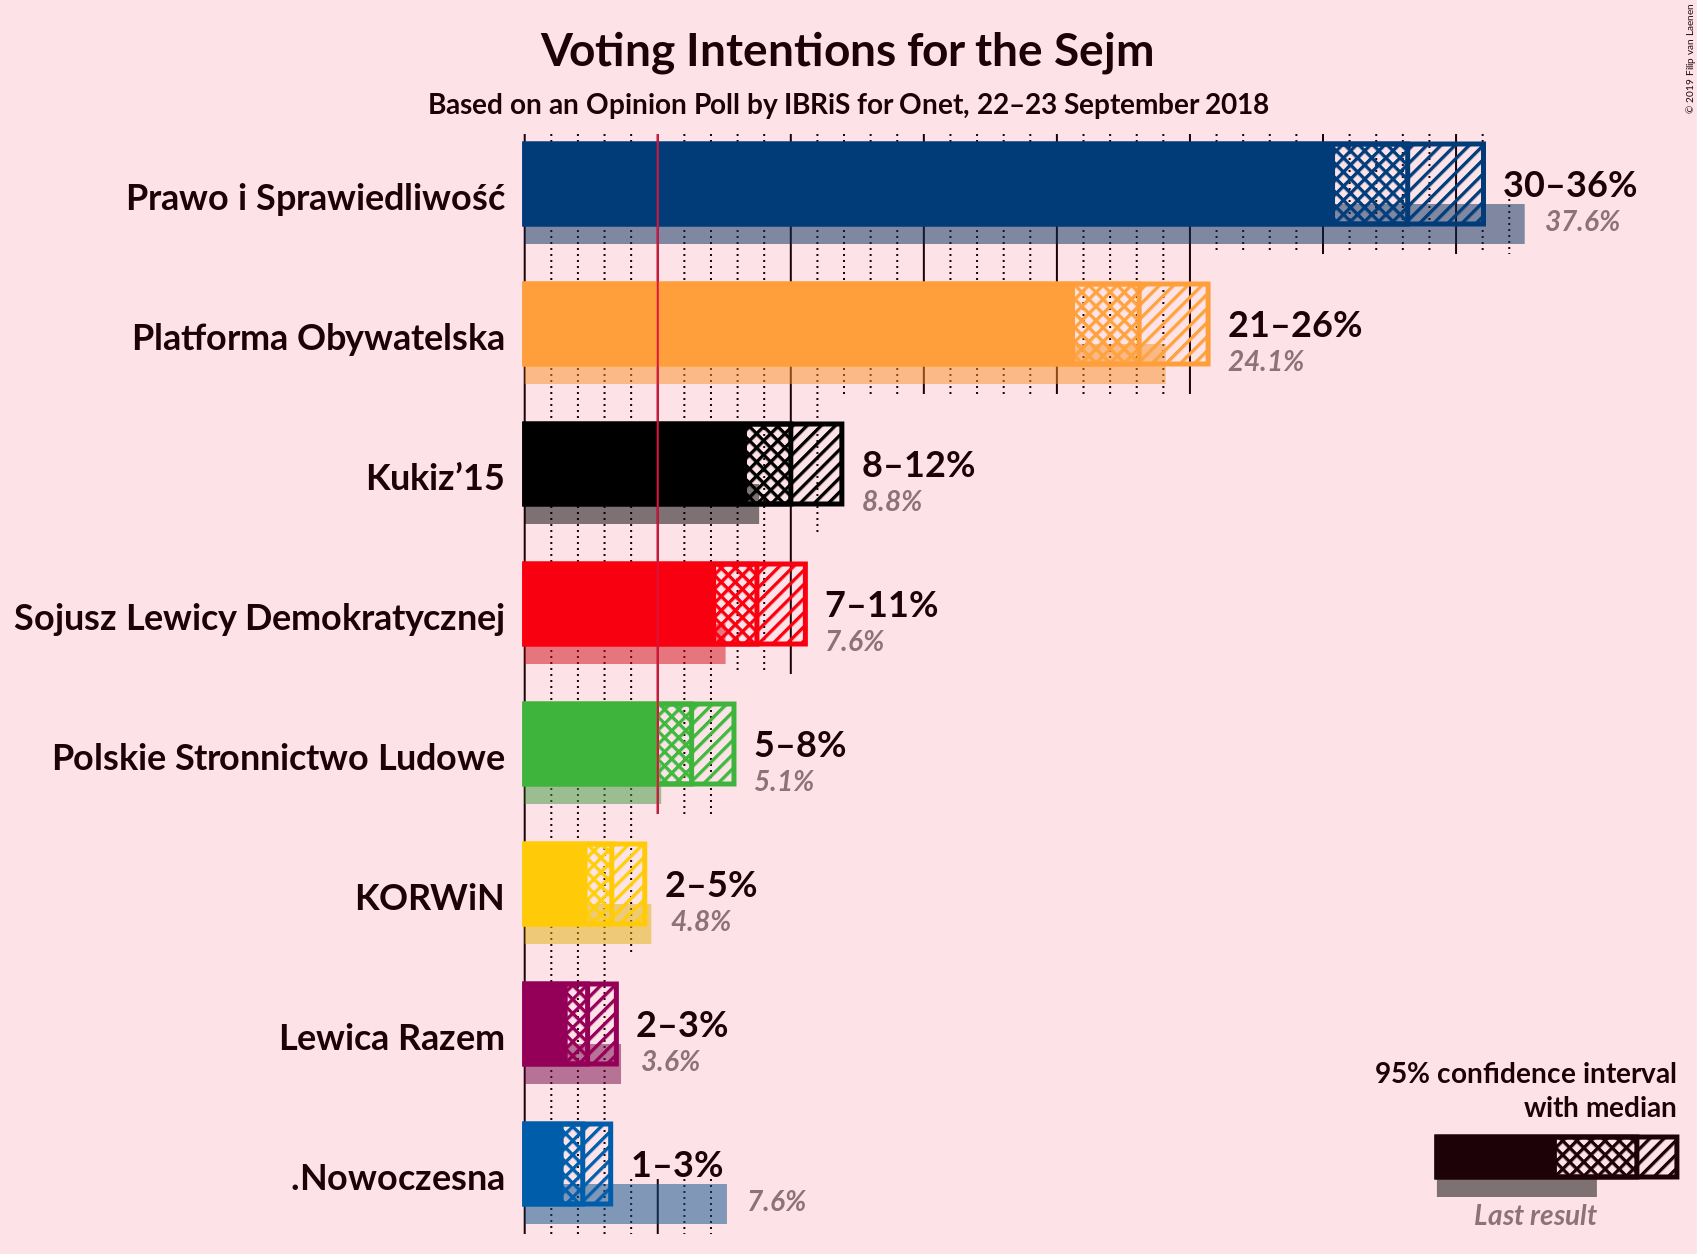 Voting Intentions for the Sejm
Based on an Opinion Poll by IBRiS for Onet, 22–23 September 2018
© 2019 Filip van Laenen
Prawo i Sprawiedliwość
30–36%
37.6%
Platforma Obywatelska
21–26%
24.1%
Kukiz’15
8–12%
8.8%
Sojusz Lewicy Demokratycznej
7–11%
7.6%
Polskie Stronnictwo Ludowe
5–8%
5.1%
KORWiN
2–5%
4.8%
Lewica Razem
2–3%
3.6%
.Nowoczesna
1–3%
7.6%
95% confidence interval
with median
Last result